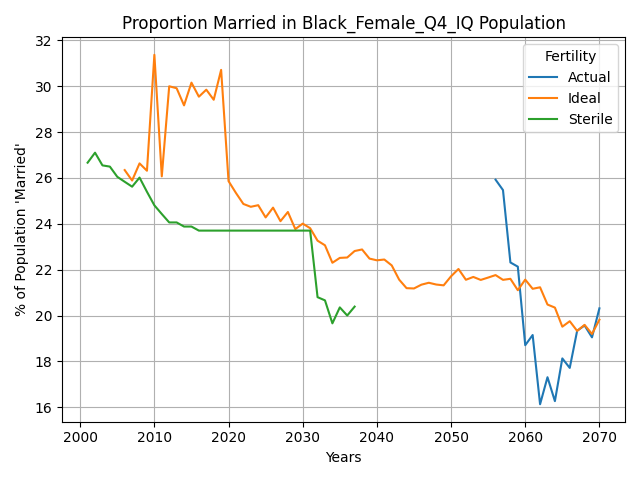 Proportion Married in Black_Female_Q4_IQ Population
32
30
28
26
24
22
20
18
16
% of Population 'Married'
Fertility
Actual
Ideal
Sterile
2000 2010 2020 2030 2040 2050 2060 2070
Years